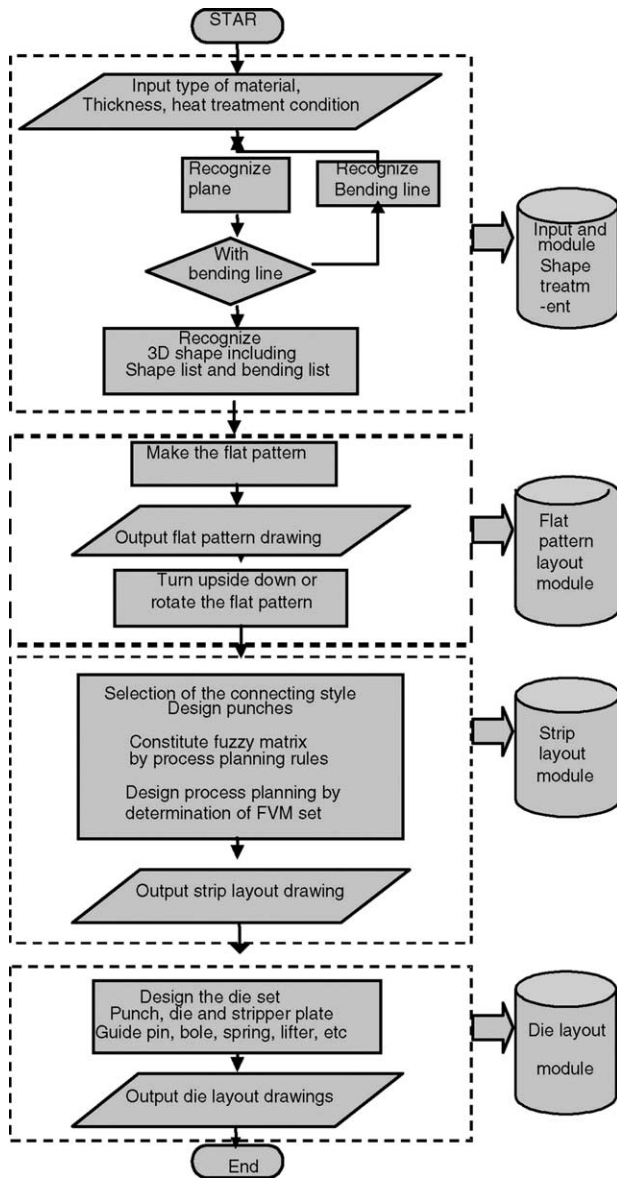 STAR
Input type of material,
Thickness, heat treatment condition
Recognize
plane
Recognize
Bending line
With
bending line
Recognize
3D shape including
Shape list and bending list
Input and
module
Shape
treatm
-ent
Make the flat pattern
Output flat pattern drawing
Turn upside down or
rotate the flat pattern
Flat
pattern
layout
module
Selection of the connecting style
Design punches
Constitute fuzzy matrix
by process planning rules
Design process planning by
determination of FVM set
Output strip layout drawing
Strip
layout
module
Design the die set
Punch, die and stripper plate
Guide pin, bole, spring, lifter, etc
Output die layout drawings
Die layout
module
End